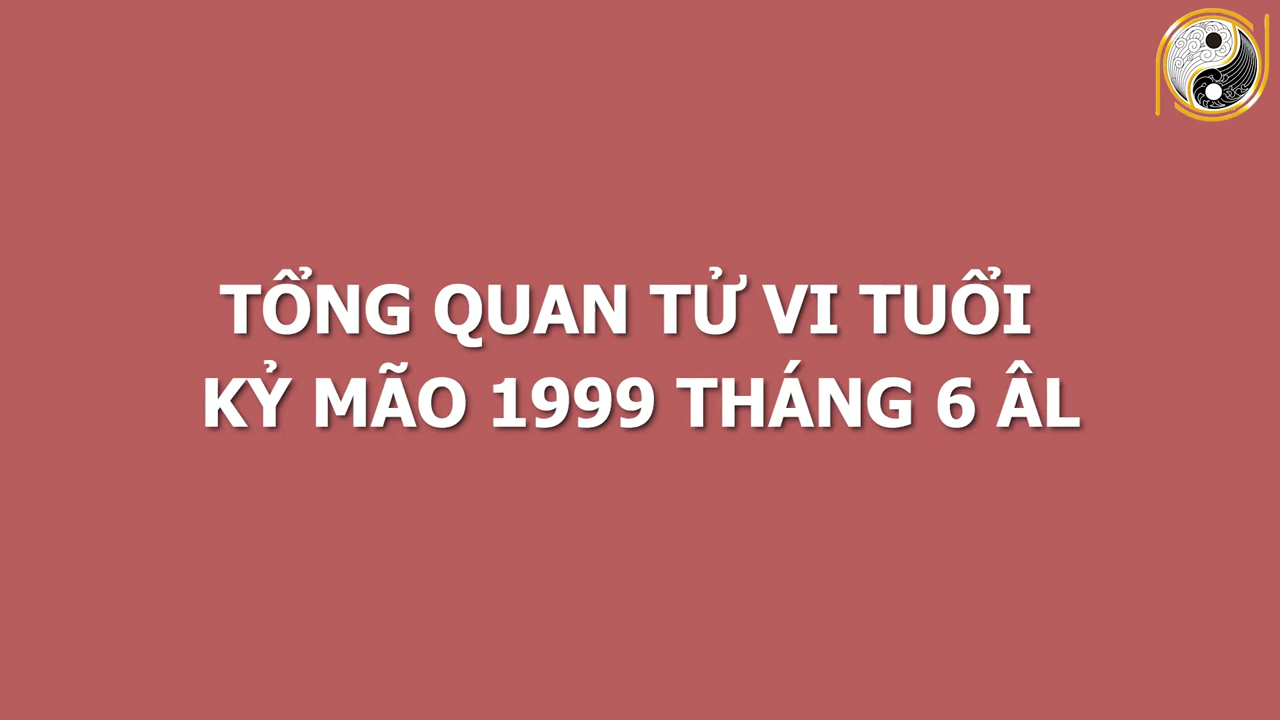 TỔNG QUAN TỬ VI TUỔI
KỶ MÃO 1999 THÁNG 6 ÂL